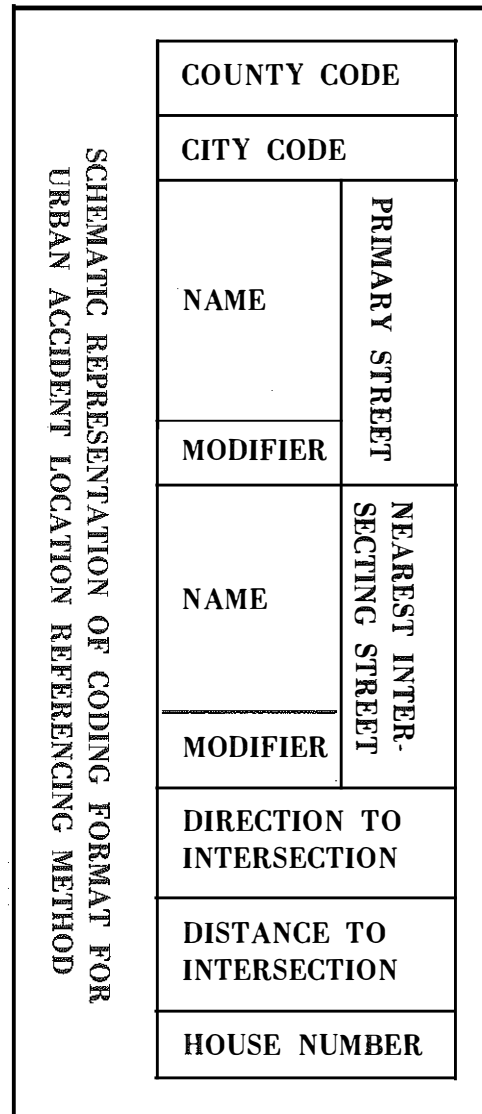 SCHEMATIC REPRESENTATION OF CODING FORMAT FOR
URBAN ACCIDENT LOCATION REFERENCING METHOD
COUNTY CODE
CITY CODE
PRIMARY STREET
NAME
MODIFIER
NEAREST INTER-
SECTING STREET
NAME
MODIFIER
DIRECTION TO
INTERSECTION
DISTANCE TO
INTERSECTION
HOUSE NUMBER